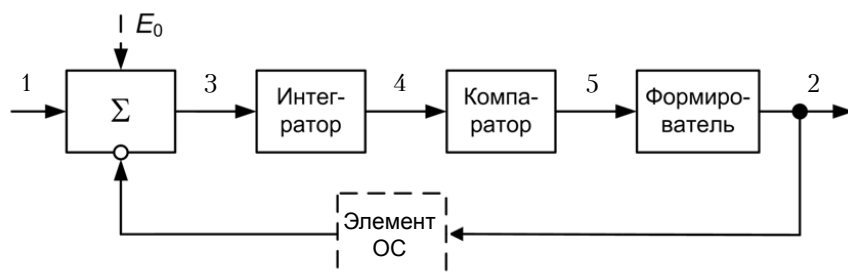 E₀
1
Σ
3
Интег-
ратор
4
Компа-
ратор
5
Формиро-
ватель
2
Элемент
ОС